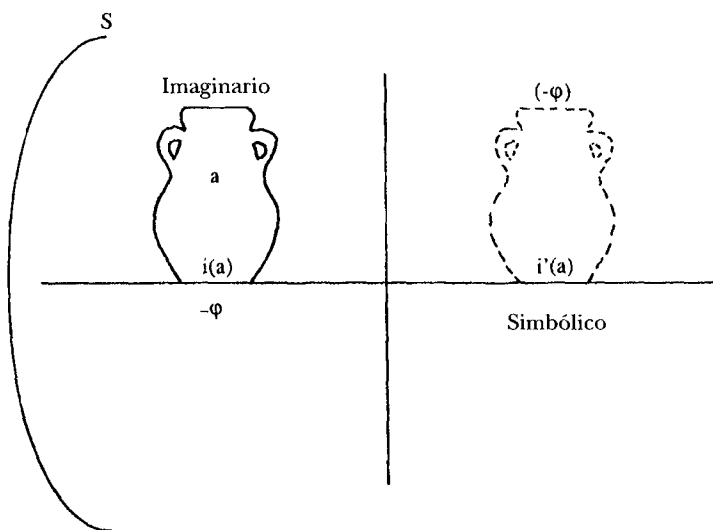 S
Imaginario
(-φ)
a
i(a)
i'(a)
-φ
Simbólico